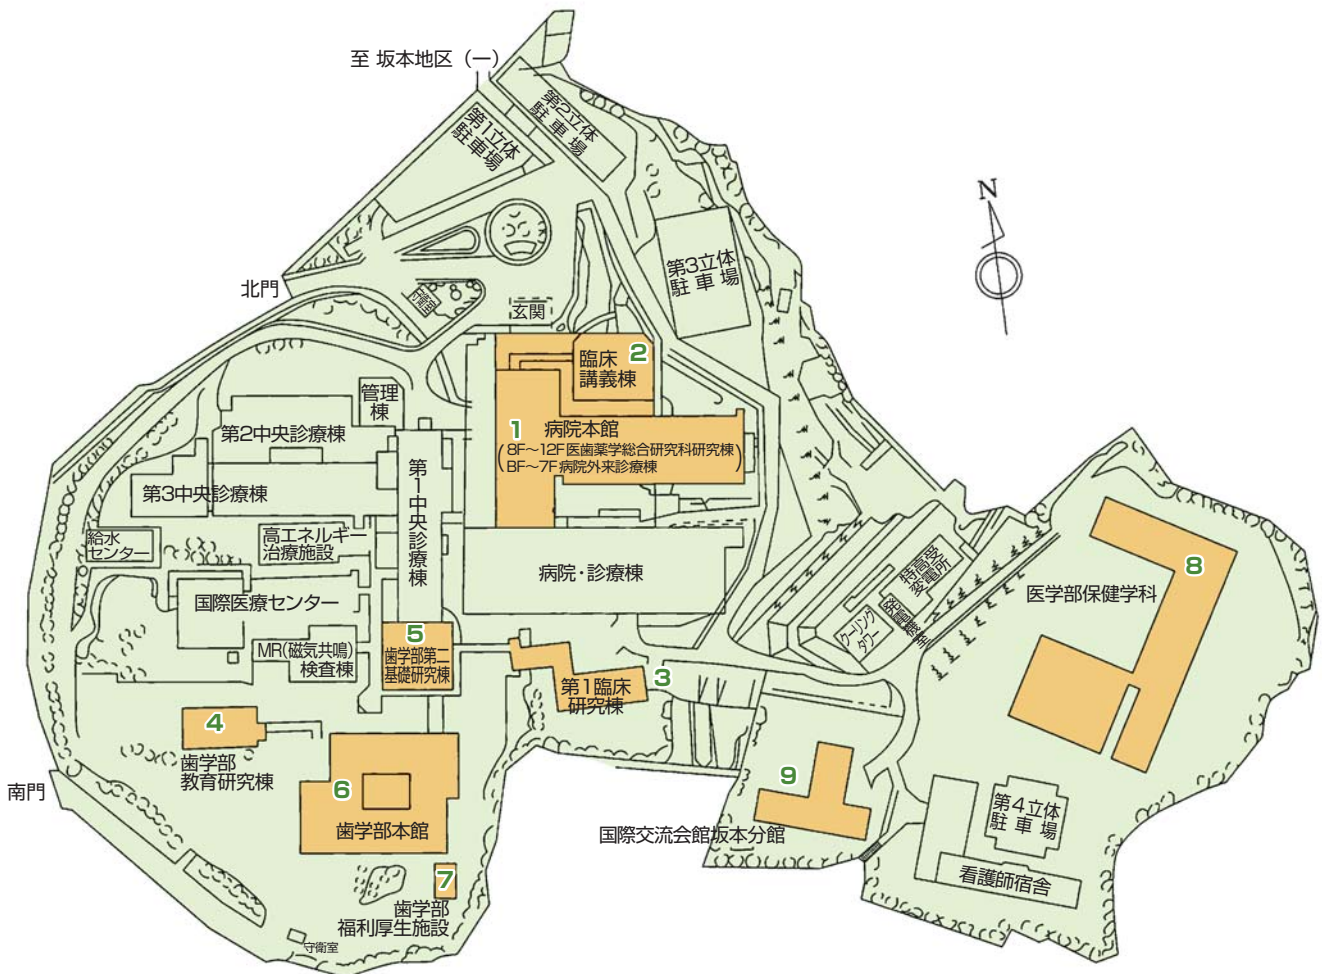 至 坂本地区 (一)
第2立体
駐 車 場
第1立体
駐車場
N
第3立体
駐 車 場
北門
守衛室
玄関
臨床
講義棟
2
管理
棟
第2中央診療棟
1
病院本館
(8F〜12F 医歯薬学総合研究科研究棟
BF〜7F 病院外来診療棟)
第1中央診療棟
第3中央診療棟
給水
センター
高エネルギー
治療施設
病院・診療棟
特高受
変電所
発電機室
クーリング
タワー
8
医学部保健学科
国際医療センター
MR(磁気共鳴)
検査棟
5
歯学部第二
基礎研究棟
第1臨床
研究棟
3
4
歯学部
教育研究棟
南門
6
歯学部本館
9
国際交流会館坂本分館
第4立体
駐 車 場
看護師宿舎
7
歯学部
福利厚生施設
守衛室